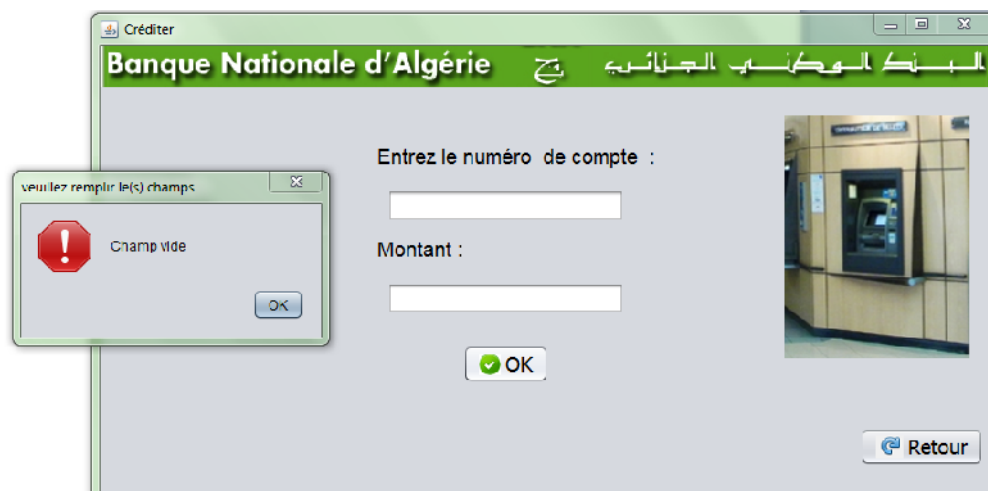 Créditer
Banque Nationale d'Algérie البنك الوطني الجزائري
Entrez le numéro de compte :
veuillez remplir le(s) champs
Champ vide
OK
Montant :
OK
Retour